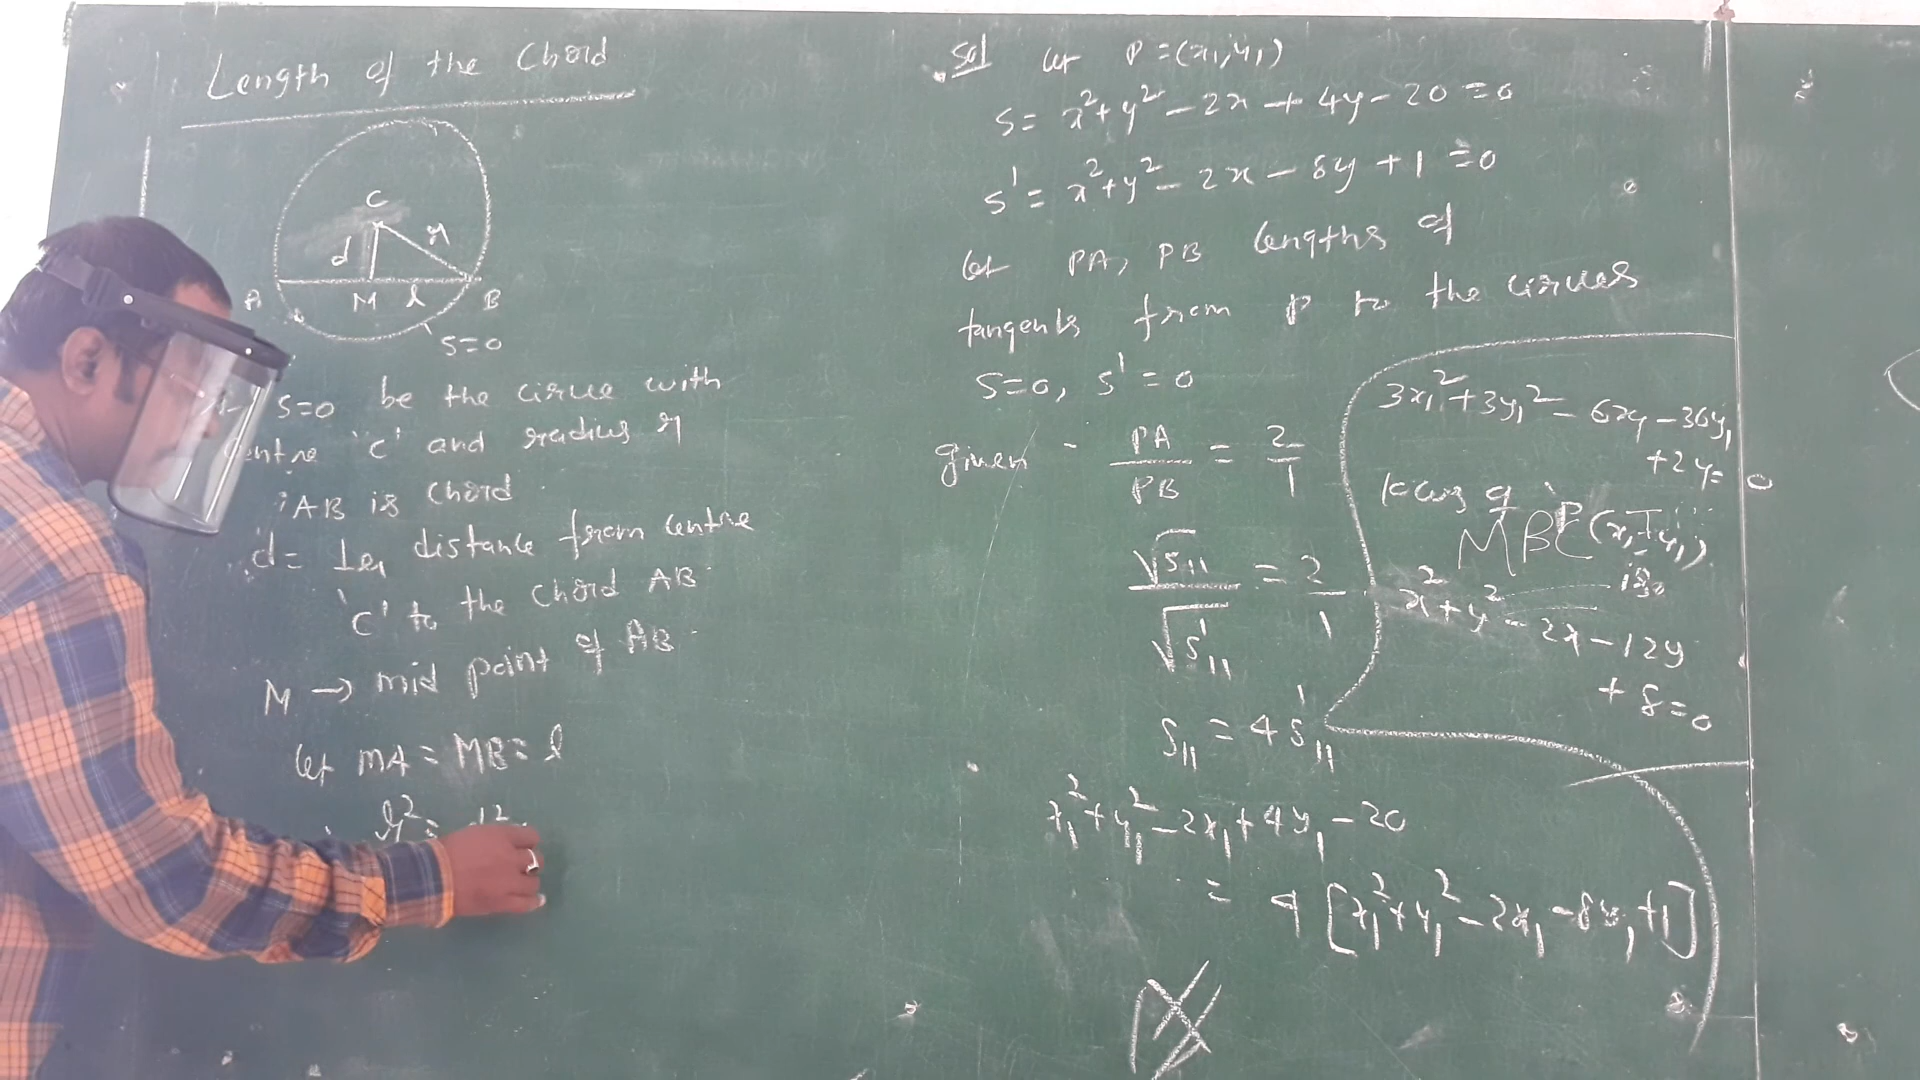 Length of the Chord
C
d r
A M l B
S=0
S=0 be the circle with
centre 'C' and radius r
AB is chord
d = ⊥er distance from centre
'C' to the chord AB
M → mid point of AB
let MA = MB = l
r² =
Sol let P = (x₁, y₁)
S = x² + y² - 2x + 4y - 20 = 0
S' = x² + y² - 2x - 8y + 1 = 0
let PA, PB lengths of
tangents from P to the circles
S=0, S' = 0
given - PA/PB = 2/1
√S₁₁/√S'₁₁ = 2/1
S₁₁ = 4S'₁₁
x₁² + y₁² - 2x₁ + 4y₁ - 20
= 4[x₁² + y₁² - 2x₁ - 8y₁ + 1]
3x₁² + 3y₁² - 6x₁ - 36y₁
+24 = 0
locus of P(x₁, y₁)
is
x² + y² - 2x - 12y
+ 8 = 0